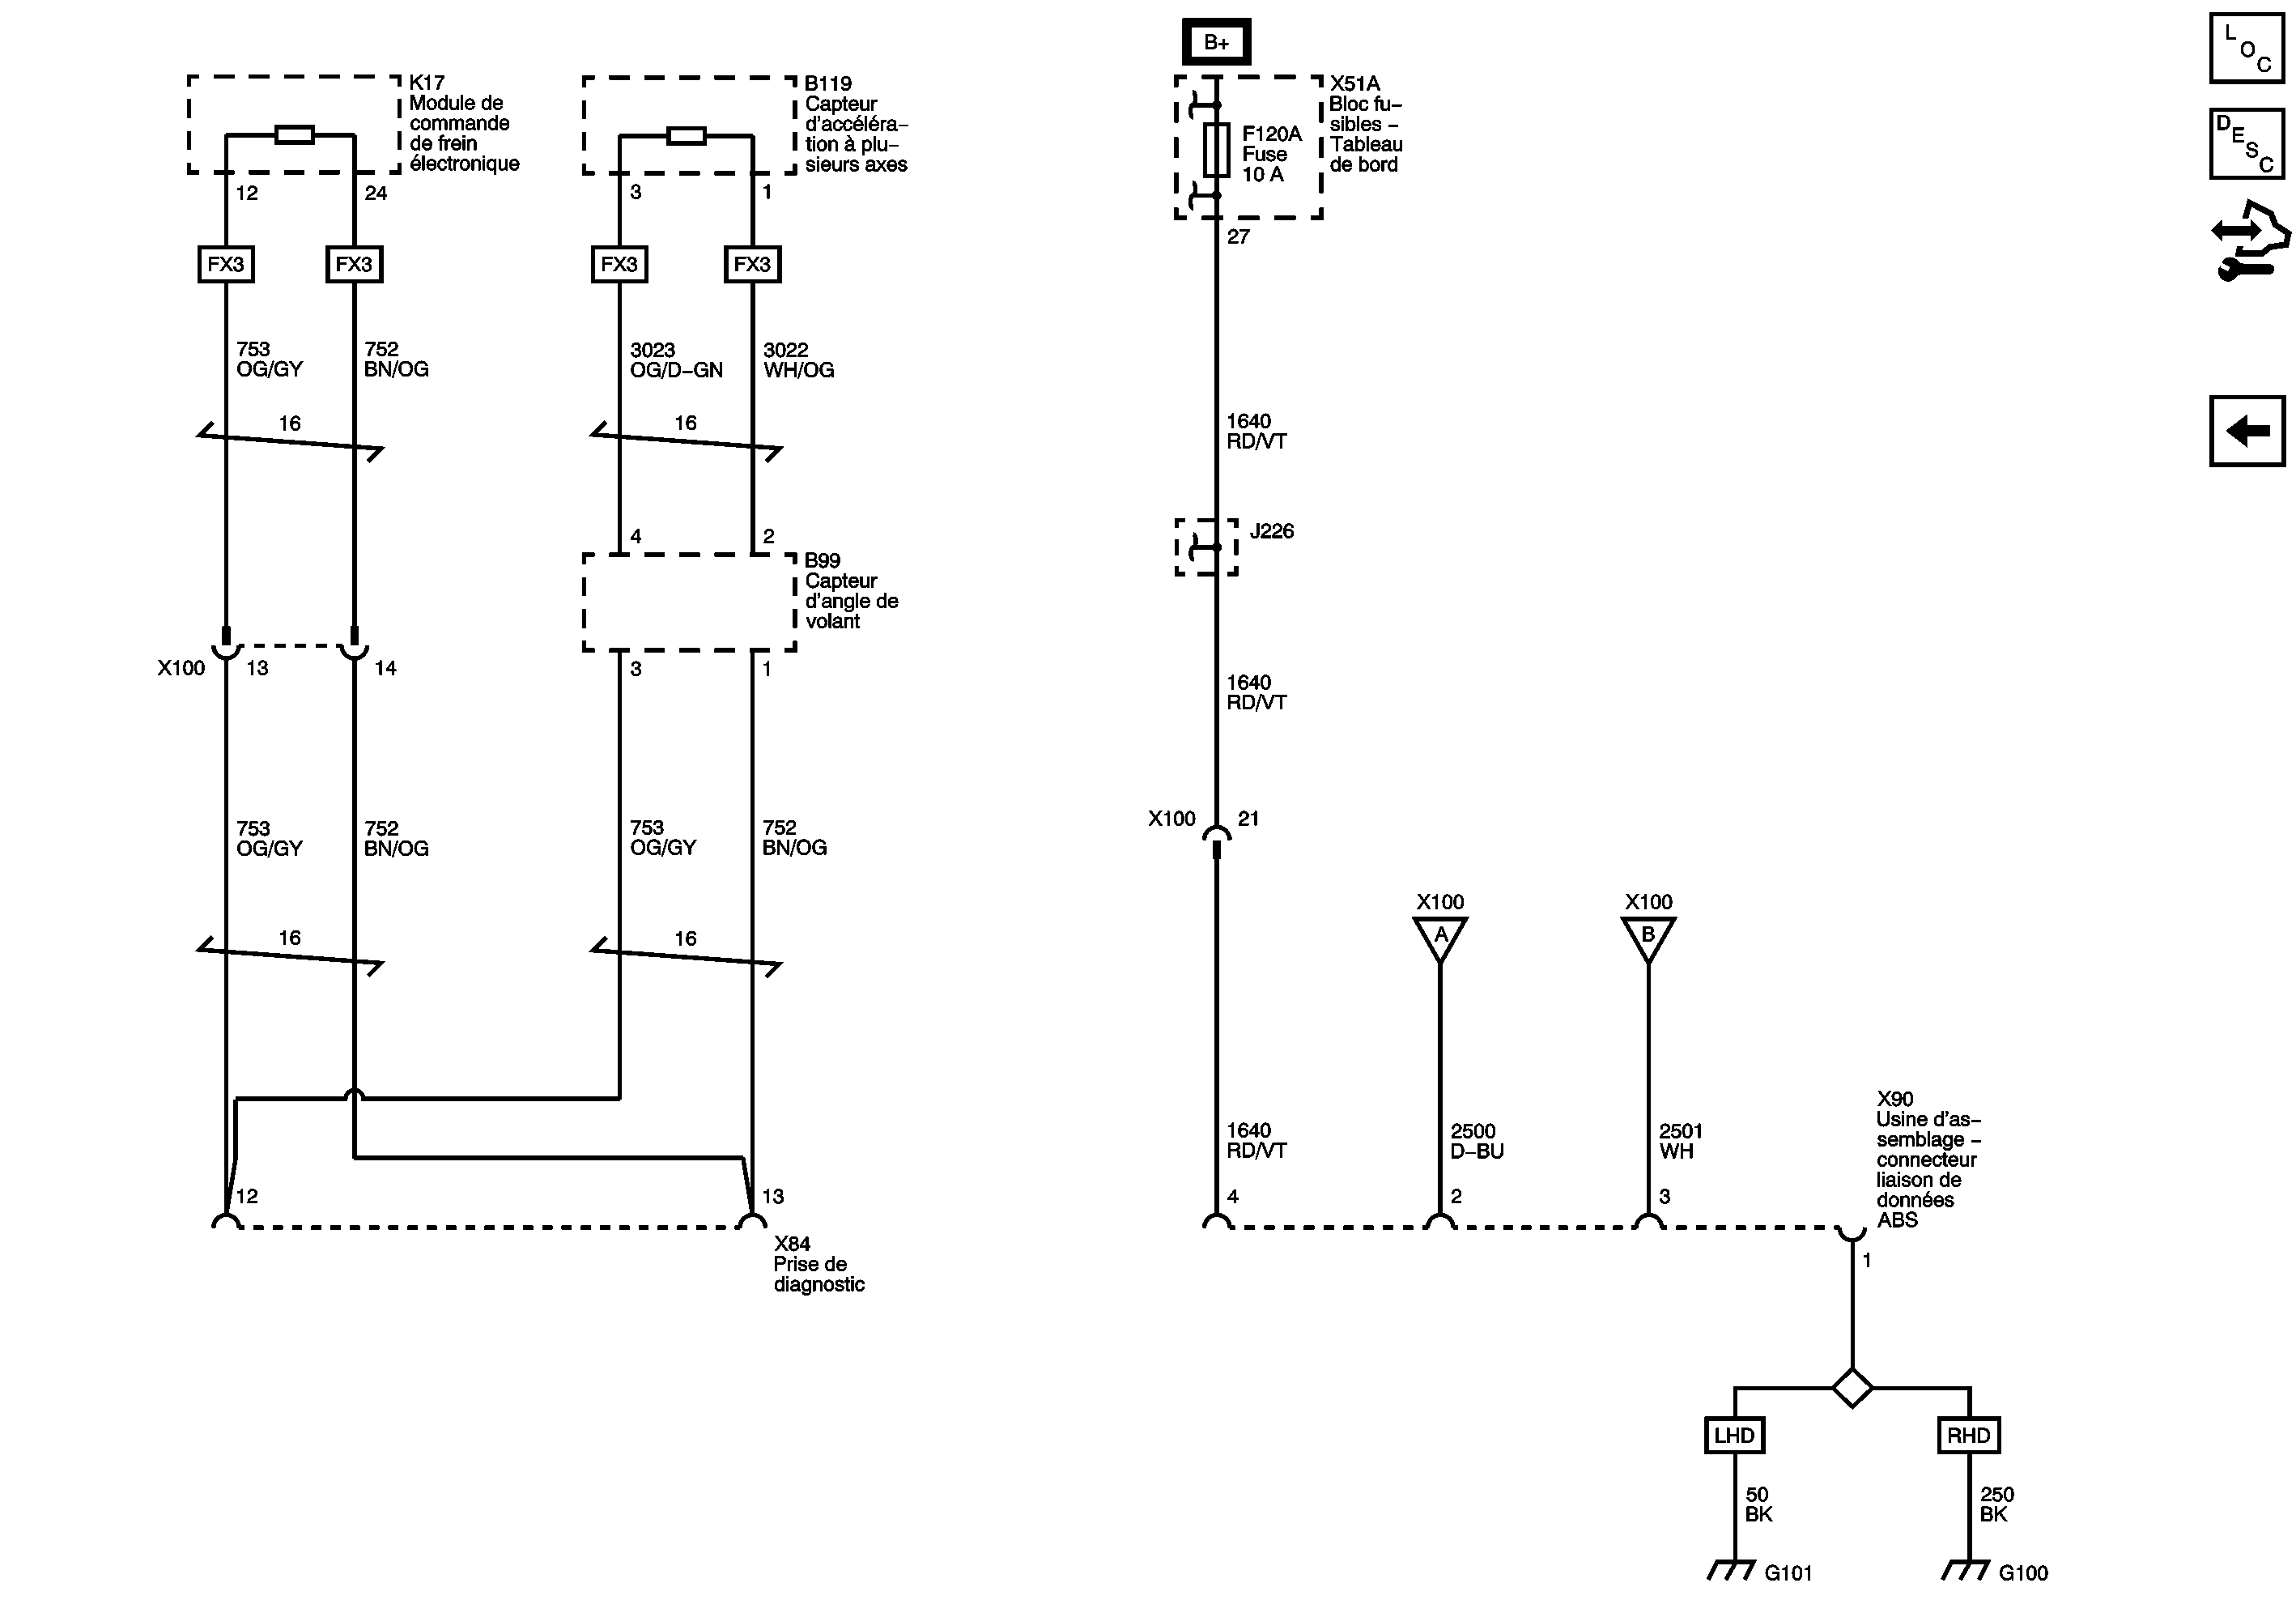 B+
L
O
C
K17
Module de
commande
de frein
électronique
12
24
B119
Capteur
d'accéléra–
tion à plu–
sieurs axes
3
1
X51A
Bloc fu–
sibles –
Tableau
de bord
F120A
Fuse
10 A
27
D
E
S
C
FX3
FX3
FX3
FX3
753
OG/GY
752
BN/OG
3023
OG/D–GN
3022
WH/OG
1640
RD/VT
16
16
4
2
J226
B99
Capteur
d'angle de
volant
X100
13
14
3
1
1640
RD/VT
753
OG/GY
752
BN/OG
753
OG/GY
752
BN/OG
X100
21
16
16
X100
A
X100
B
1640
RD/VT
2500
D–BU
2501
WH
X90
Usine d'as–
semblage –
connecteur
liaison de
données
ABS
12
13
4
2
3
X84
Prise de
diagnostic
1
LHD
RHD
50
BK
250
BK
G101
G100